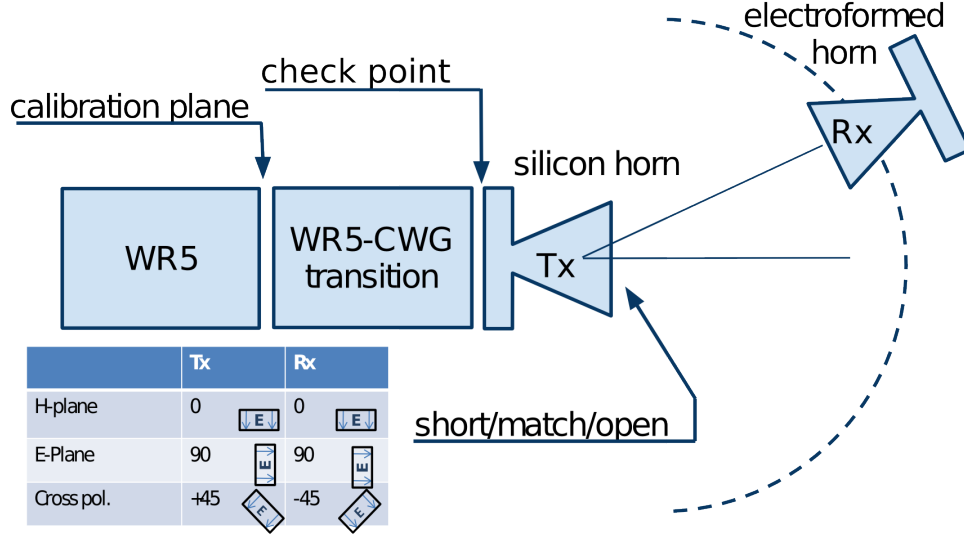 electroformed
horn
check point
calibration plane
Rx
silicon horn
WR5
WR5-CWG
transition
Tx
short/match/open
Tx Rx
H-plane 0 E 0 E
E-Plane 90 E 90 E
Cross pol. +45 E -45 E